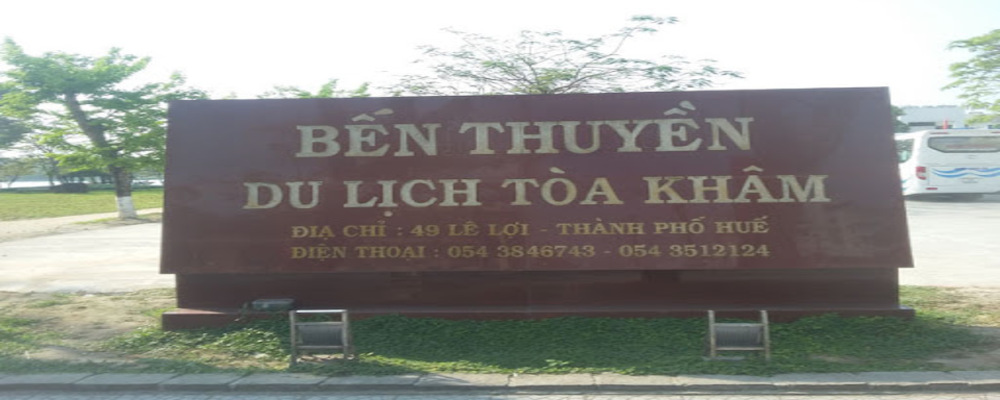 BẾN THUYỀN
DU LỊCH TÒA KHÂM
ĐỊA CHỈ : 49 LÊ LỢI - THÀNH PHỐ HUẾ
ĐIỆN THOẠI : 054 3846743 - 054 3512124